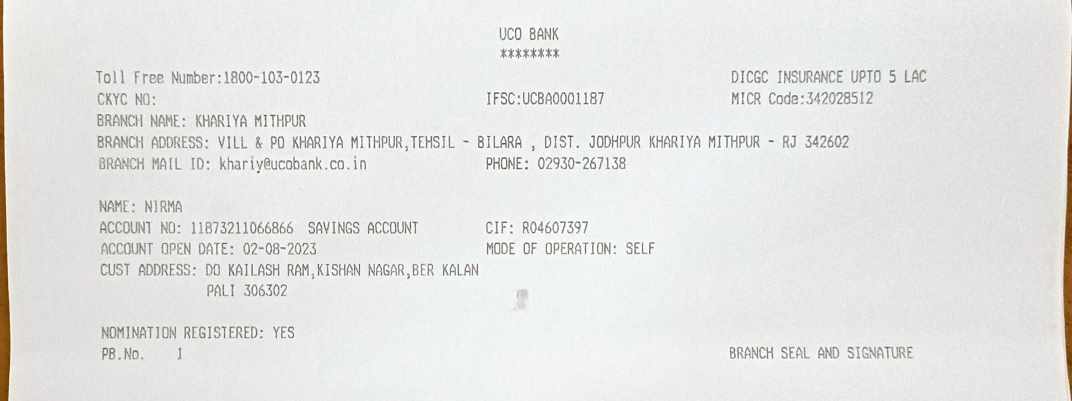 UCO BANK
********
Toll Free Number:1800-103-0123 DICGC INSURANCE UPTO 5 LAC
CKYC NO: IFSC:UCBA0001187 MICR Code:342028512
BRANCH NAME: KHARIYA MITHPUR
BRANCH ADDRESS: VILL & PO KHARIYA MITHPUR,TEHSIL - BILARA , DIST. JODHPUR KHARIYA MITHPUR - RJ 342602
BRANCH MAIL ID: khariy@ucobank.co.in PHONE: 02930-267138
NAME: NIRMA
ACCOUNT NO: 11873211066866 SAVINGS ACCOUNT CIF: R04607397
ACCOUNT OPEN DATE: 02-08-2023 MODE OF OPERATION: SELF
CUST ADDRESS: DO KAILASH RAM,KISHAN NAGAR,BER KALAN
PALI 306302
NOMINATION REGISTERED: YES
PB.No. 1 BRANCH SEAL AND SIGNATURE